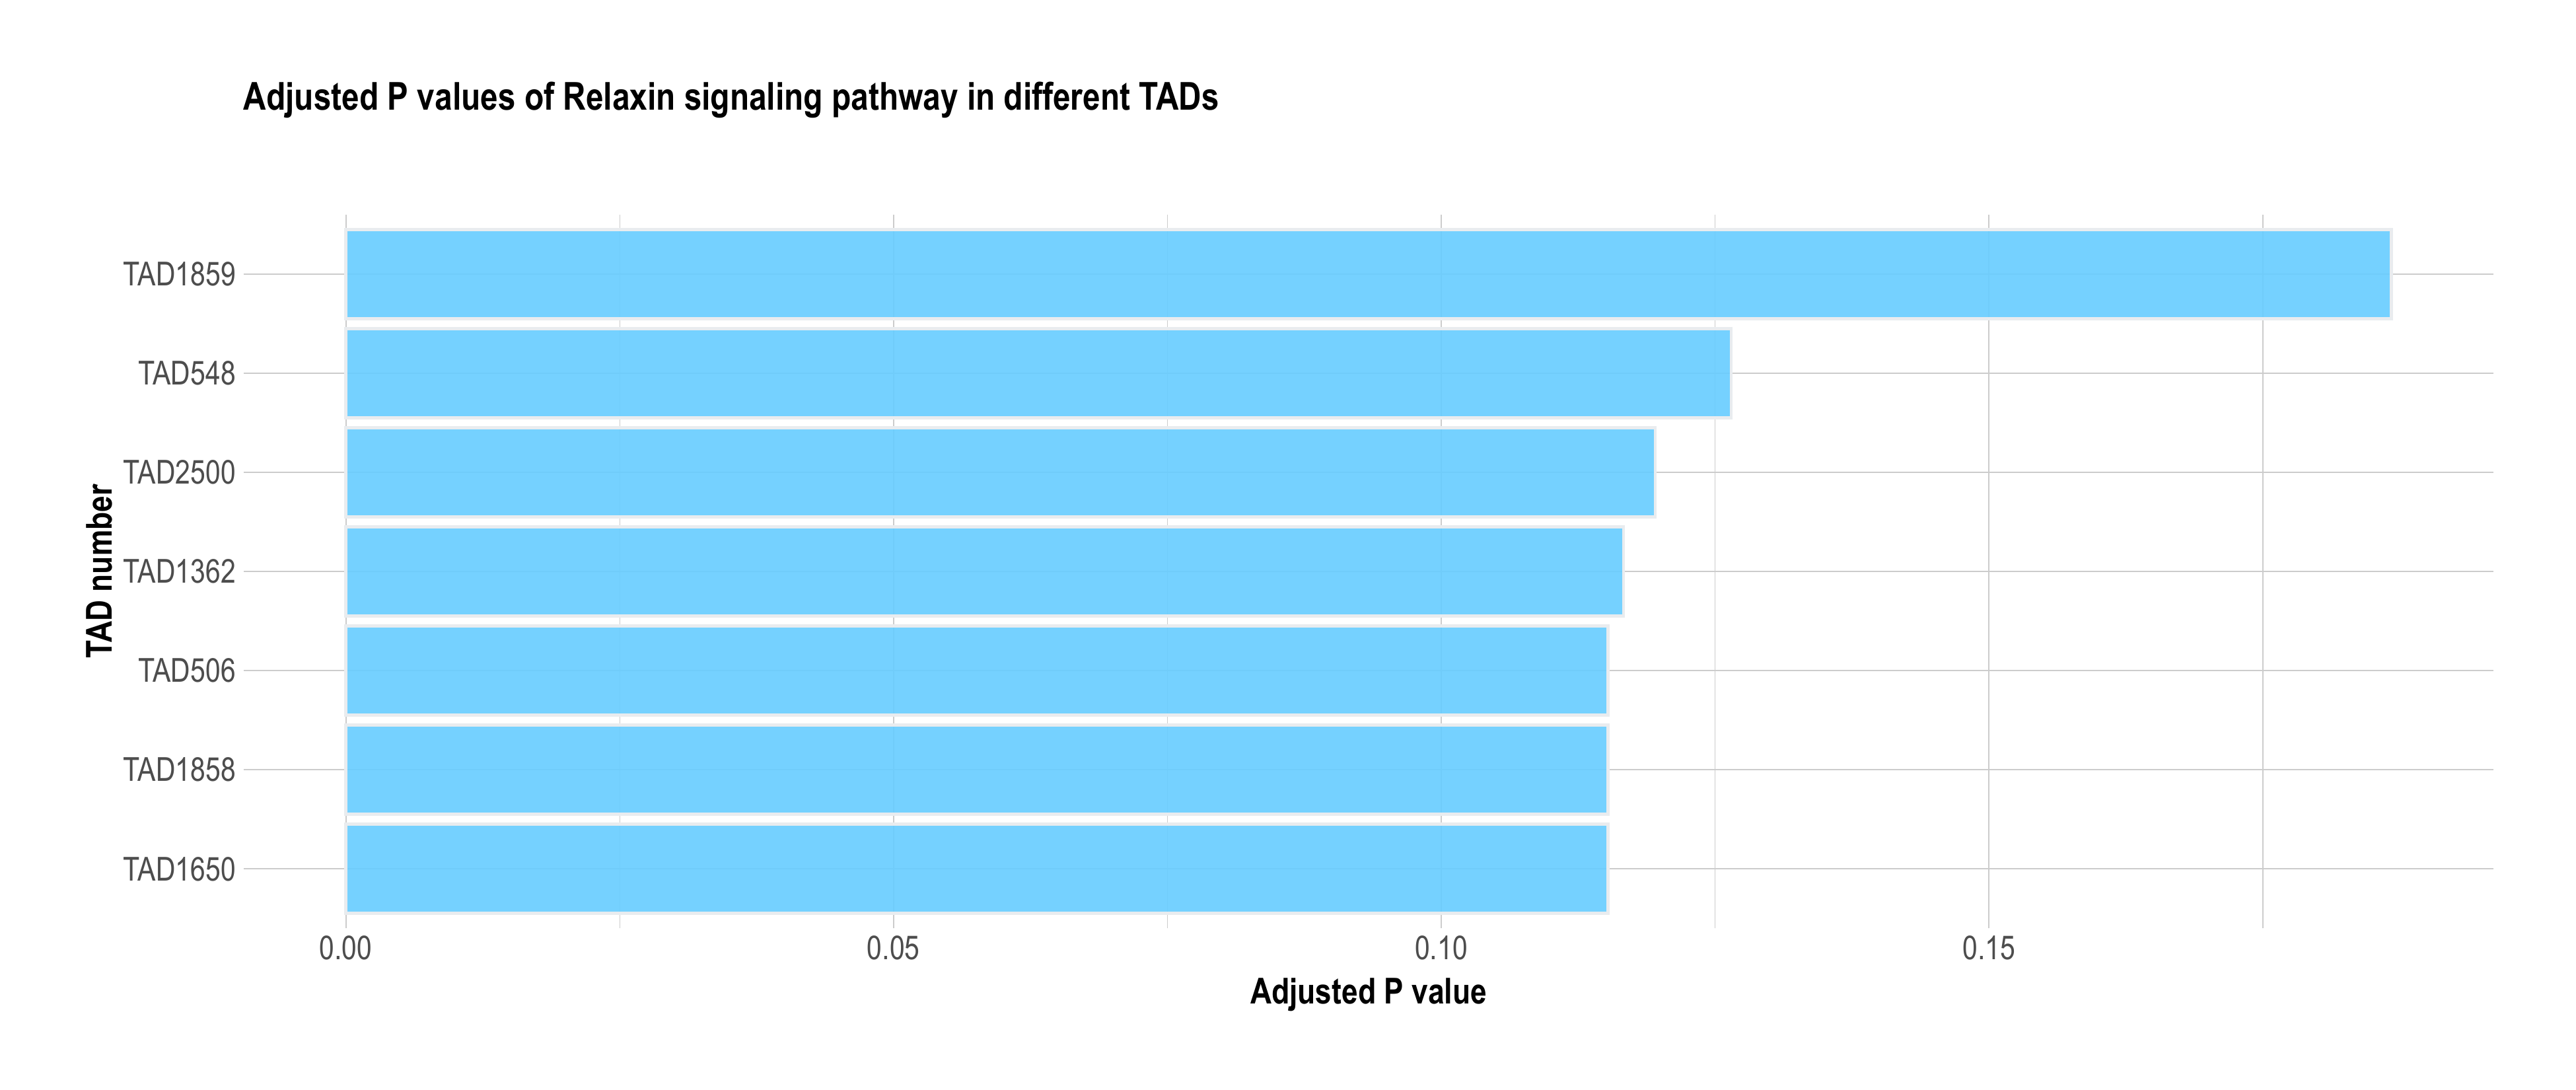 Adjusted P values of Relaxin signaling pathway in different TADs
TAD number
TAD1859
TAD548
TAD2500
TAD1362
TAD506
TAD1858
TAD1650
0.00 0.05 0.10 0.15
Adjusted P value